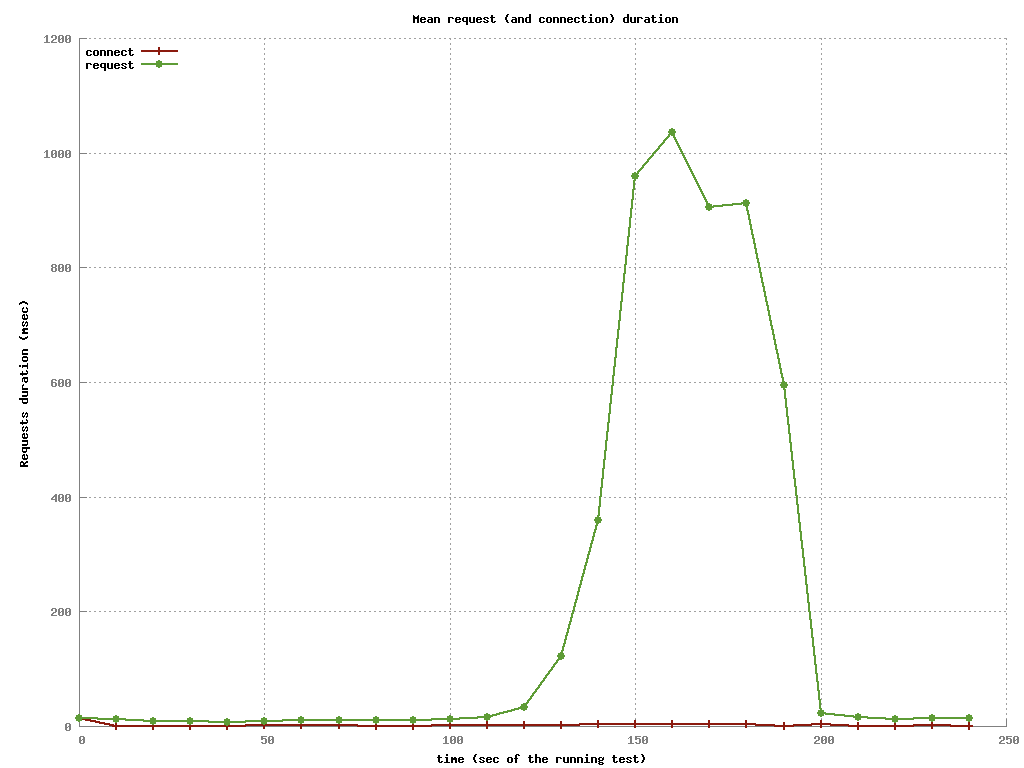 Mean request (and connection) duration
connect
request
1200
1000
800
600
400
200
0
Requests duration (msec)
0 50 100 150 200 250
time (sec of the running test)